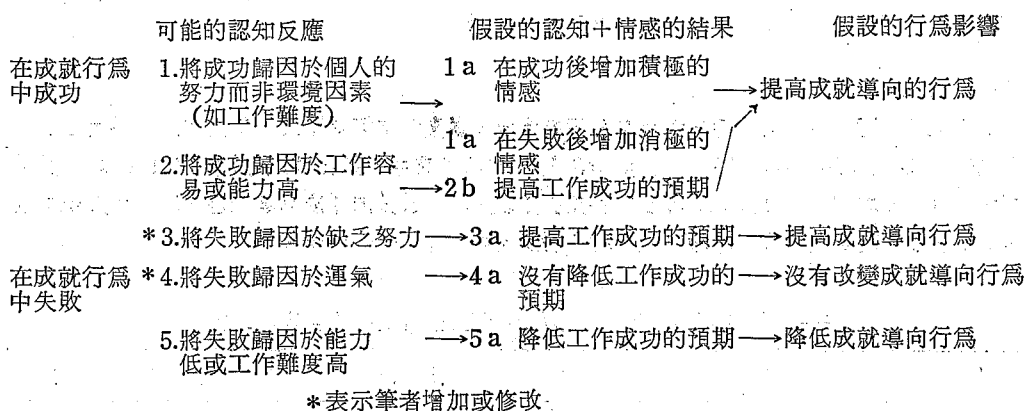 可能的認知反應 假設的認知＋情感的結果 假設的行爲影響
在成就行爲 1.將成功歸因於個人的 1a 在成功後增加積極的
中成功 努力而非環境因素 → 情感 →提高成就導向的行爲
(如工作難度)
1a 在失敗後增加消極的
2.將成功歸因於工作容 情感
易或能力高 →2b 提高工作成功的預期
*3.將失敗歸因於缺乏努力→3a 提高工作成功的預期→提高成就導向行爲
在成就行爲 *4.將失敗歸因於運氣 →4a 沒有降低工作成功的→沒有改變成就導向行爲
中失敗 預期
5.將失敗歸因於能力 →5a 降低工作成功的預期→降低成就導向行爲
低或工作難度高
*表示筆者增加或修改